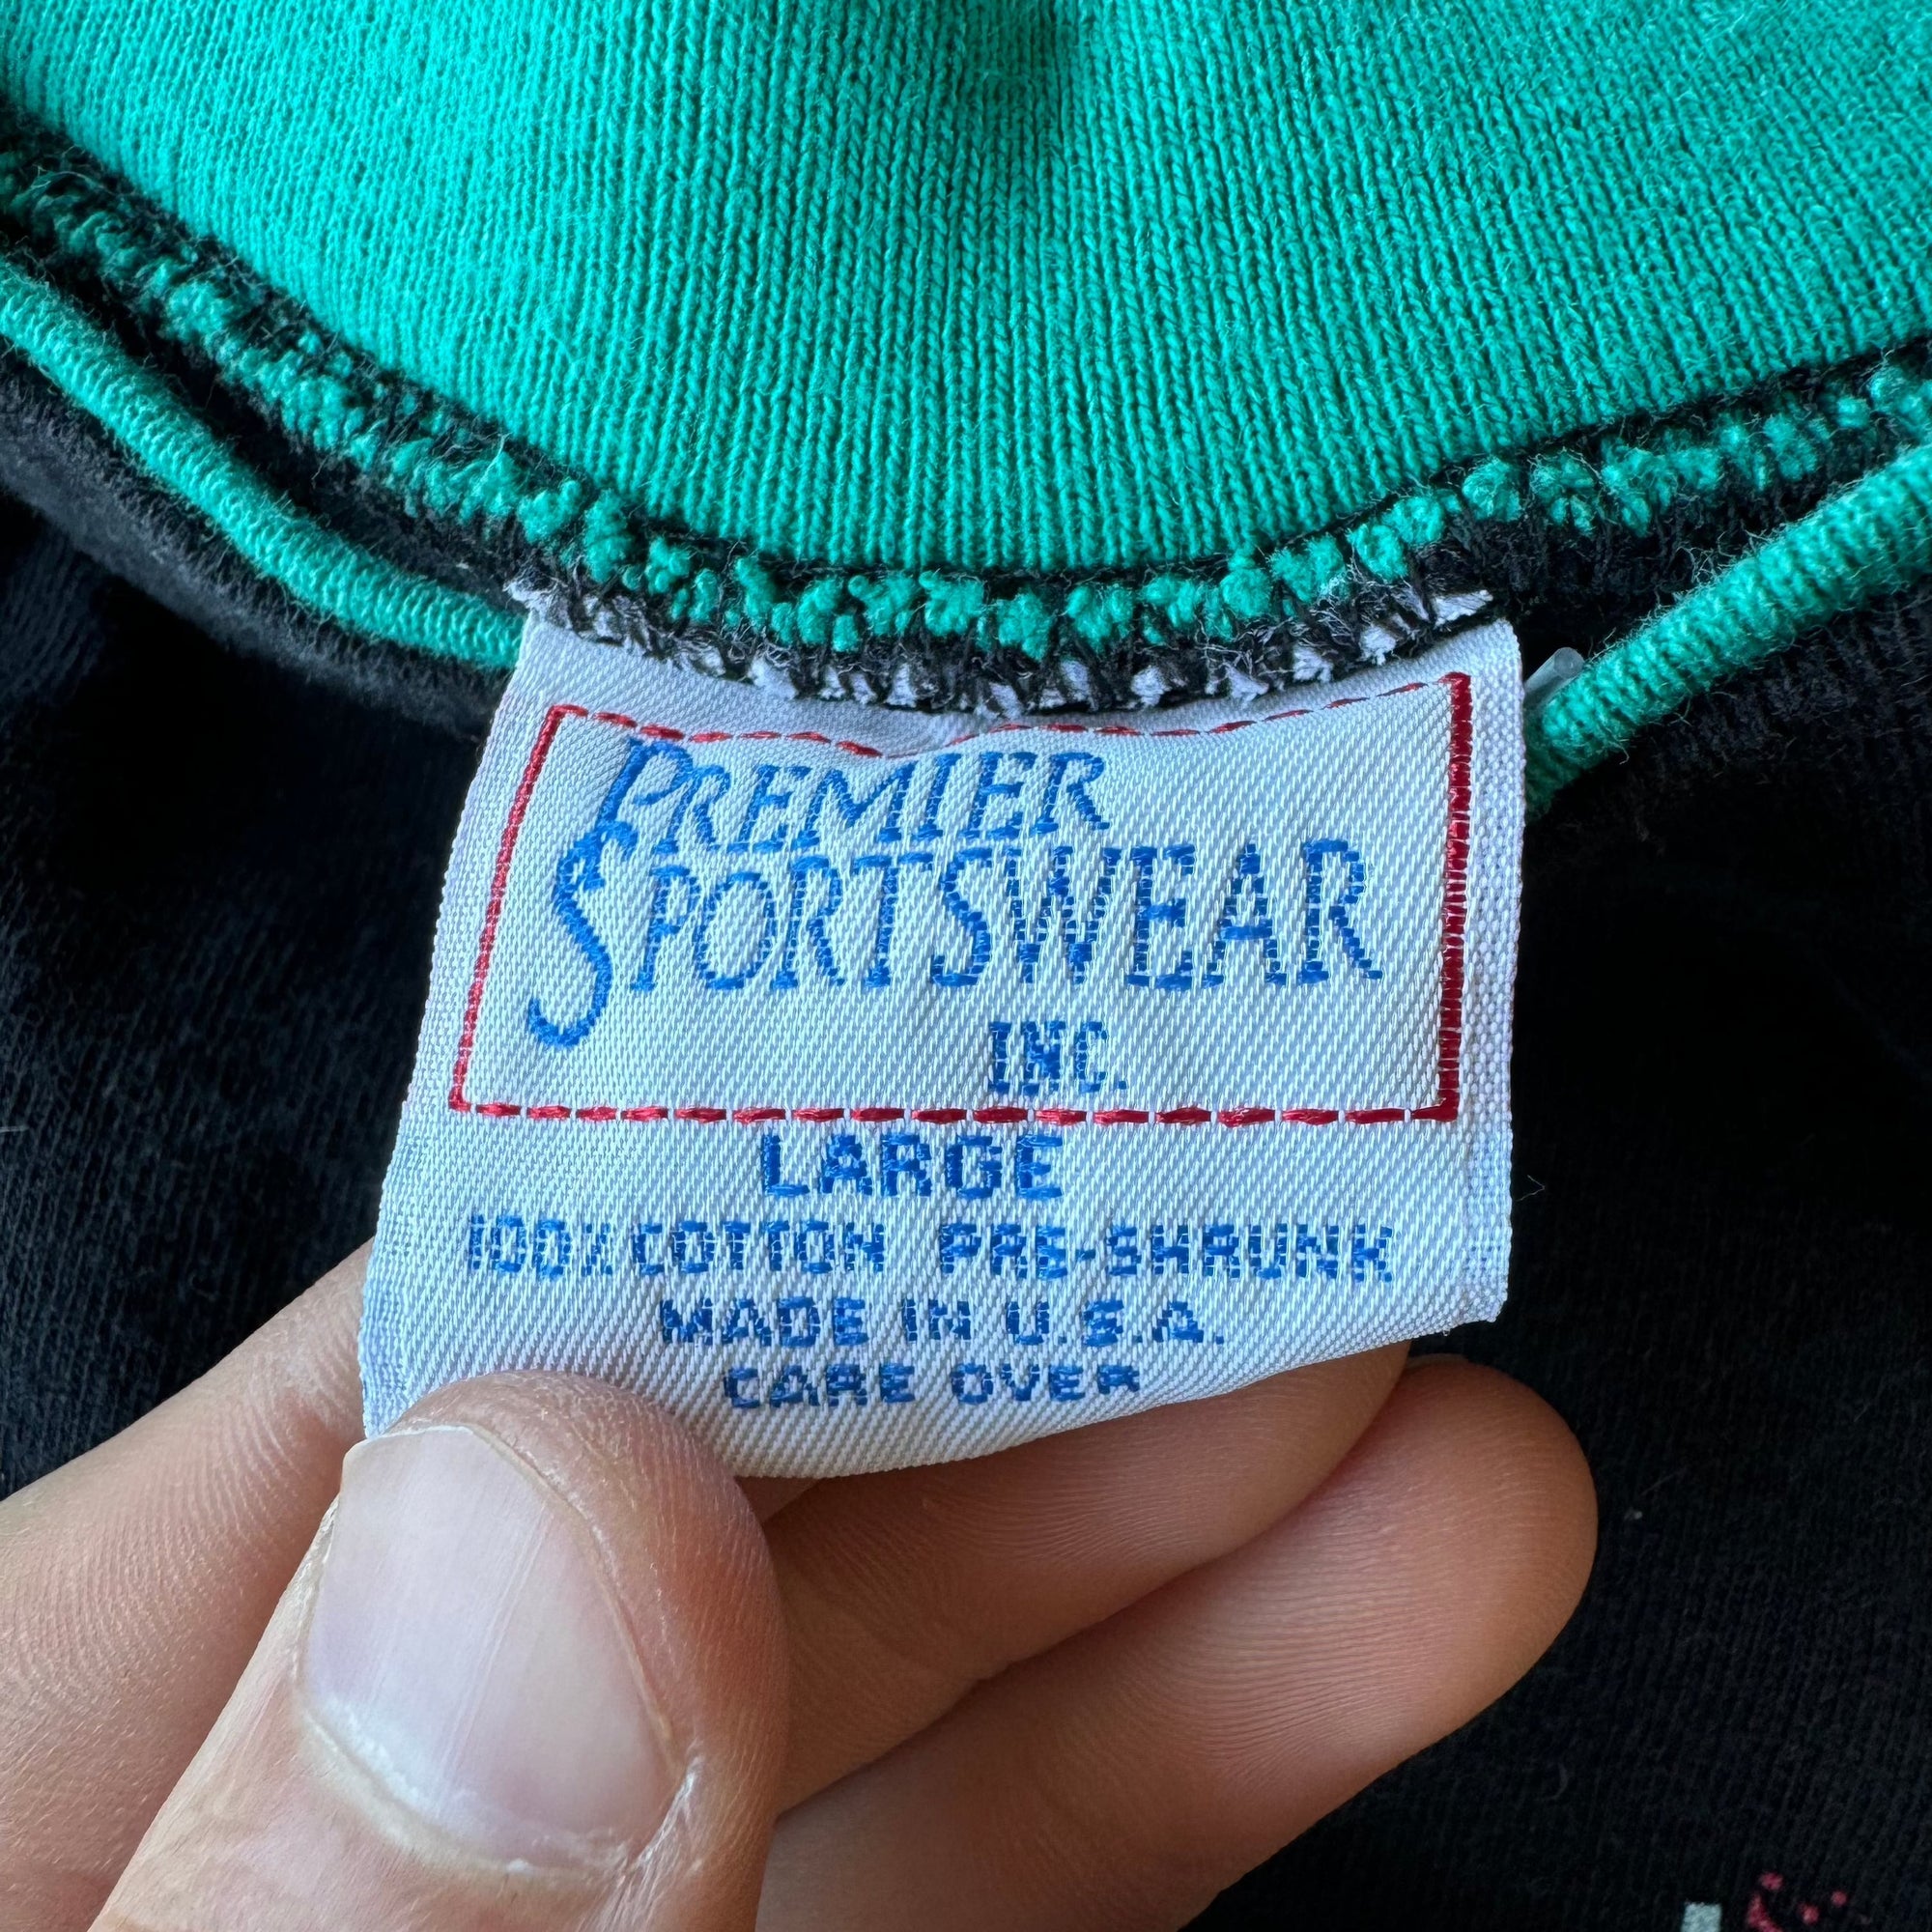 PREMIER
SPORTSWEAR
INC.
LARGE
100% COTTON PRE-SHRUNK
MADE IN U.S.A.
CARE OVER